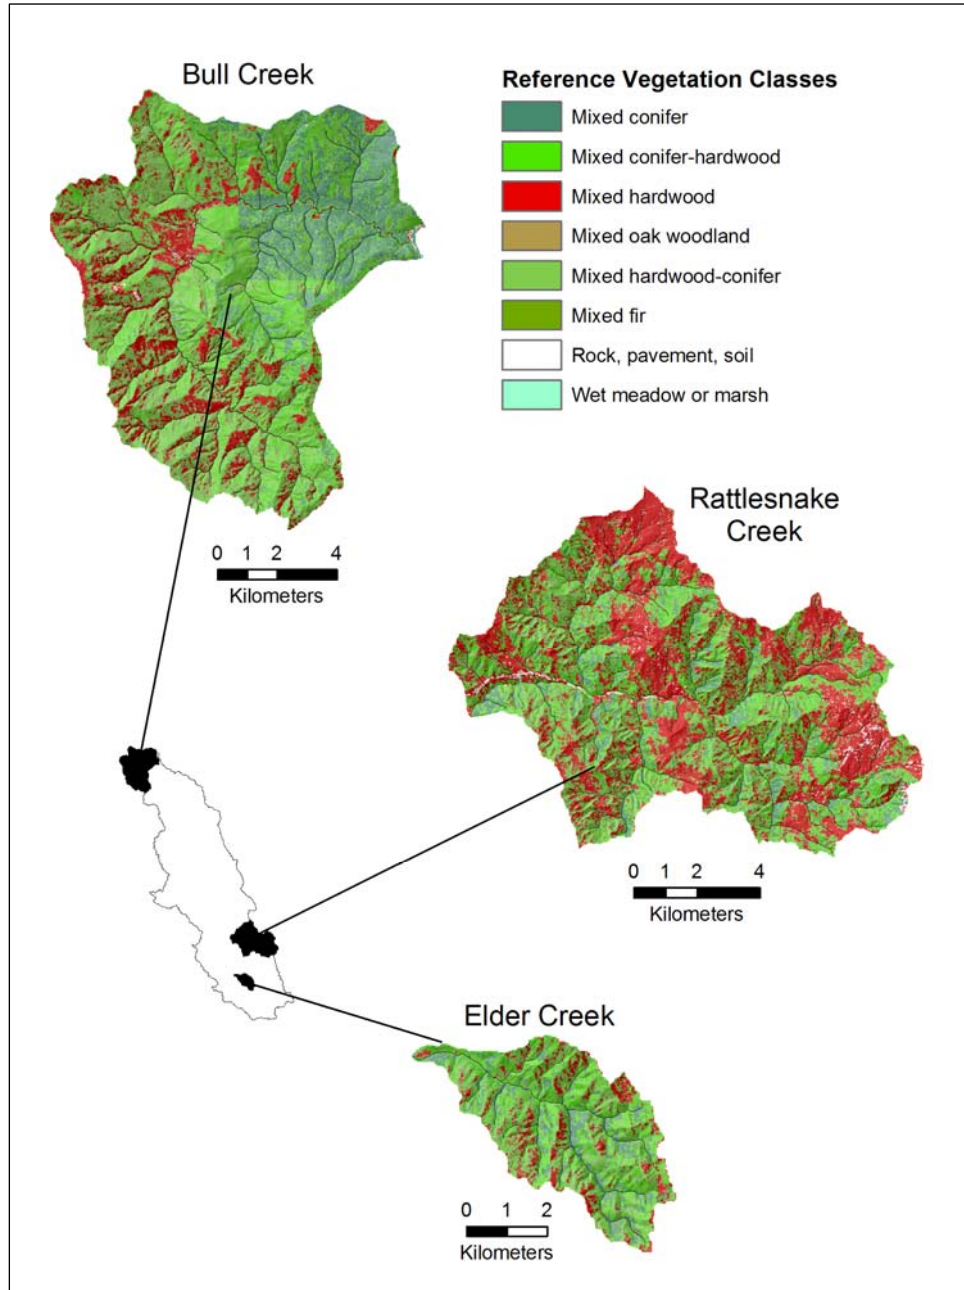 Bull Creek
Reference Vegetation Classes
Mixed conifer
Mixed conifer-hardwood
Mixed hardwood
Mixed oak woodland
Mixed hardwood-conifer
Mixed fir
Rock, pavement, soil
Wet meadow or marsh
0 1 2 4
Kilometers
Rattlesnake
Creek
0 1 2 4
Kilometers
Elder Creek
0 1 2
Kilometers